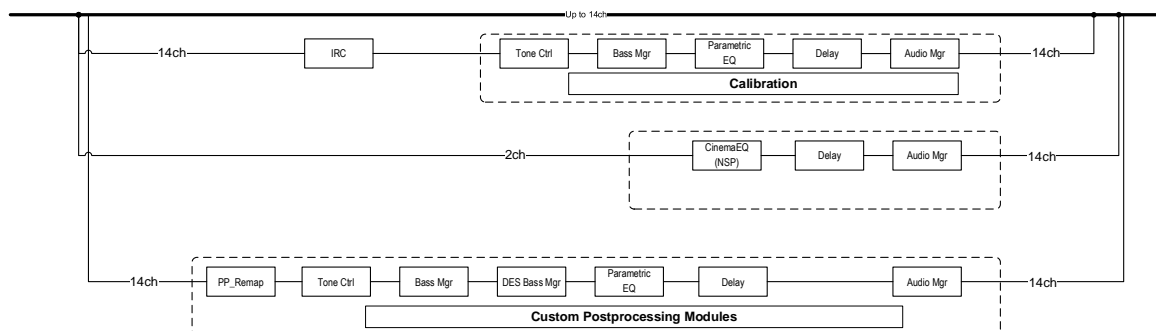 Up to 14ch
14ch
IRC
Tone Ctrl
Bass Mgr
Parametric
EQ
Delay
Audio Mgr
14ch
Calibration
2ch
CinemaEQ
(NSP)
Delay
Audio Mgr
14ch
14ch
PP_Remap
Tone Ctrl
Bass Mgr
DES Bass Mgr
Parametric
EQ
Delay
Audio Mgr
14ch
Custom Postprocessing Modules